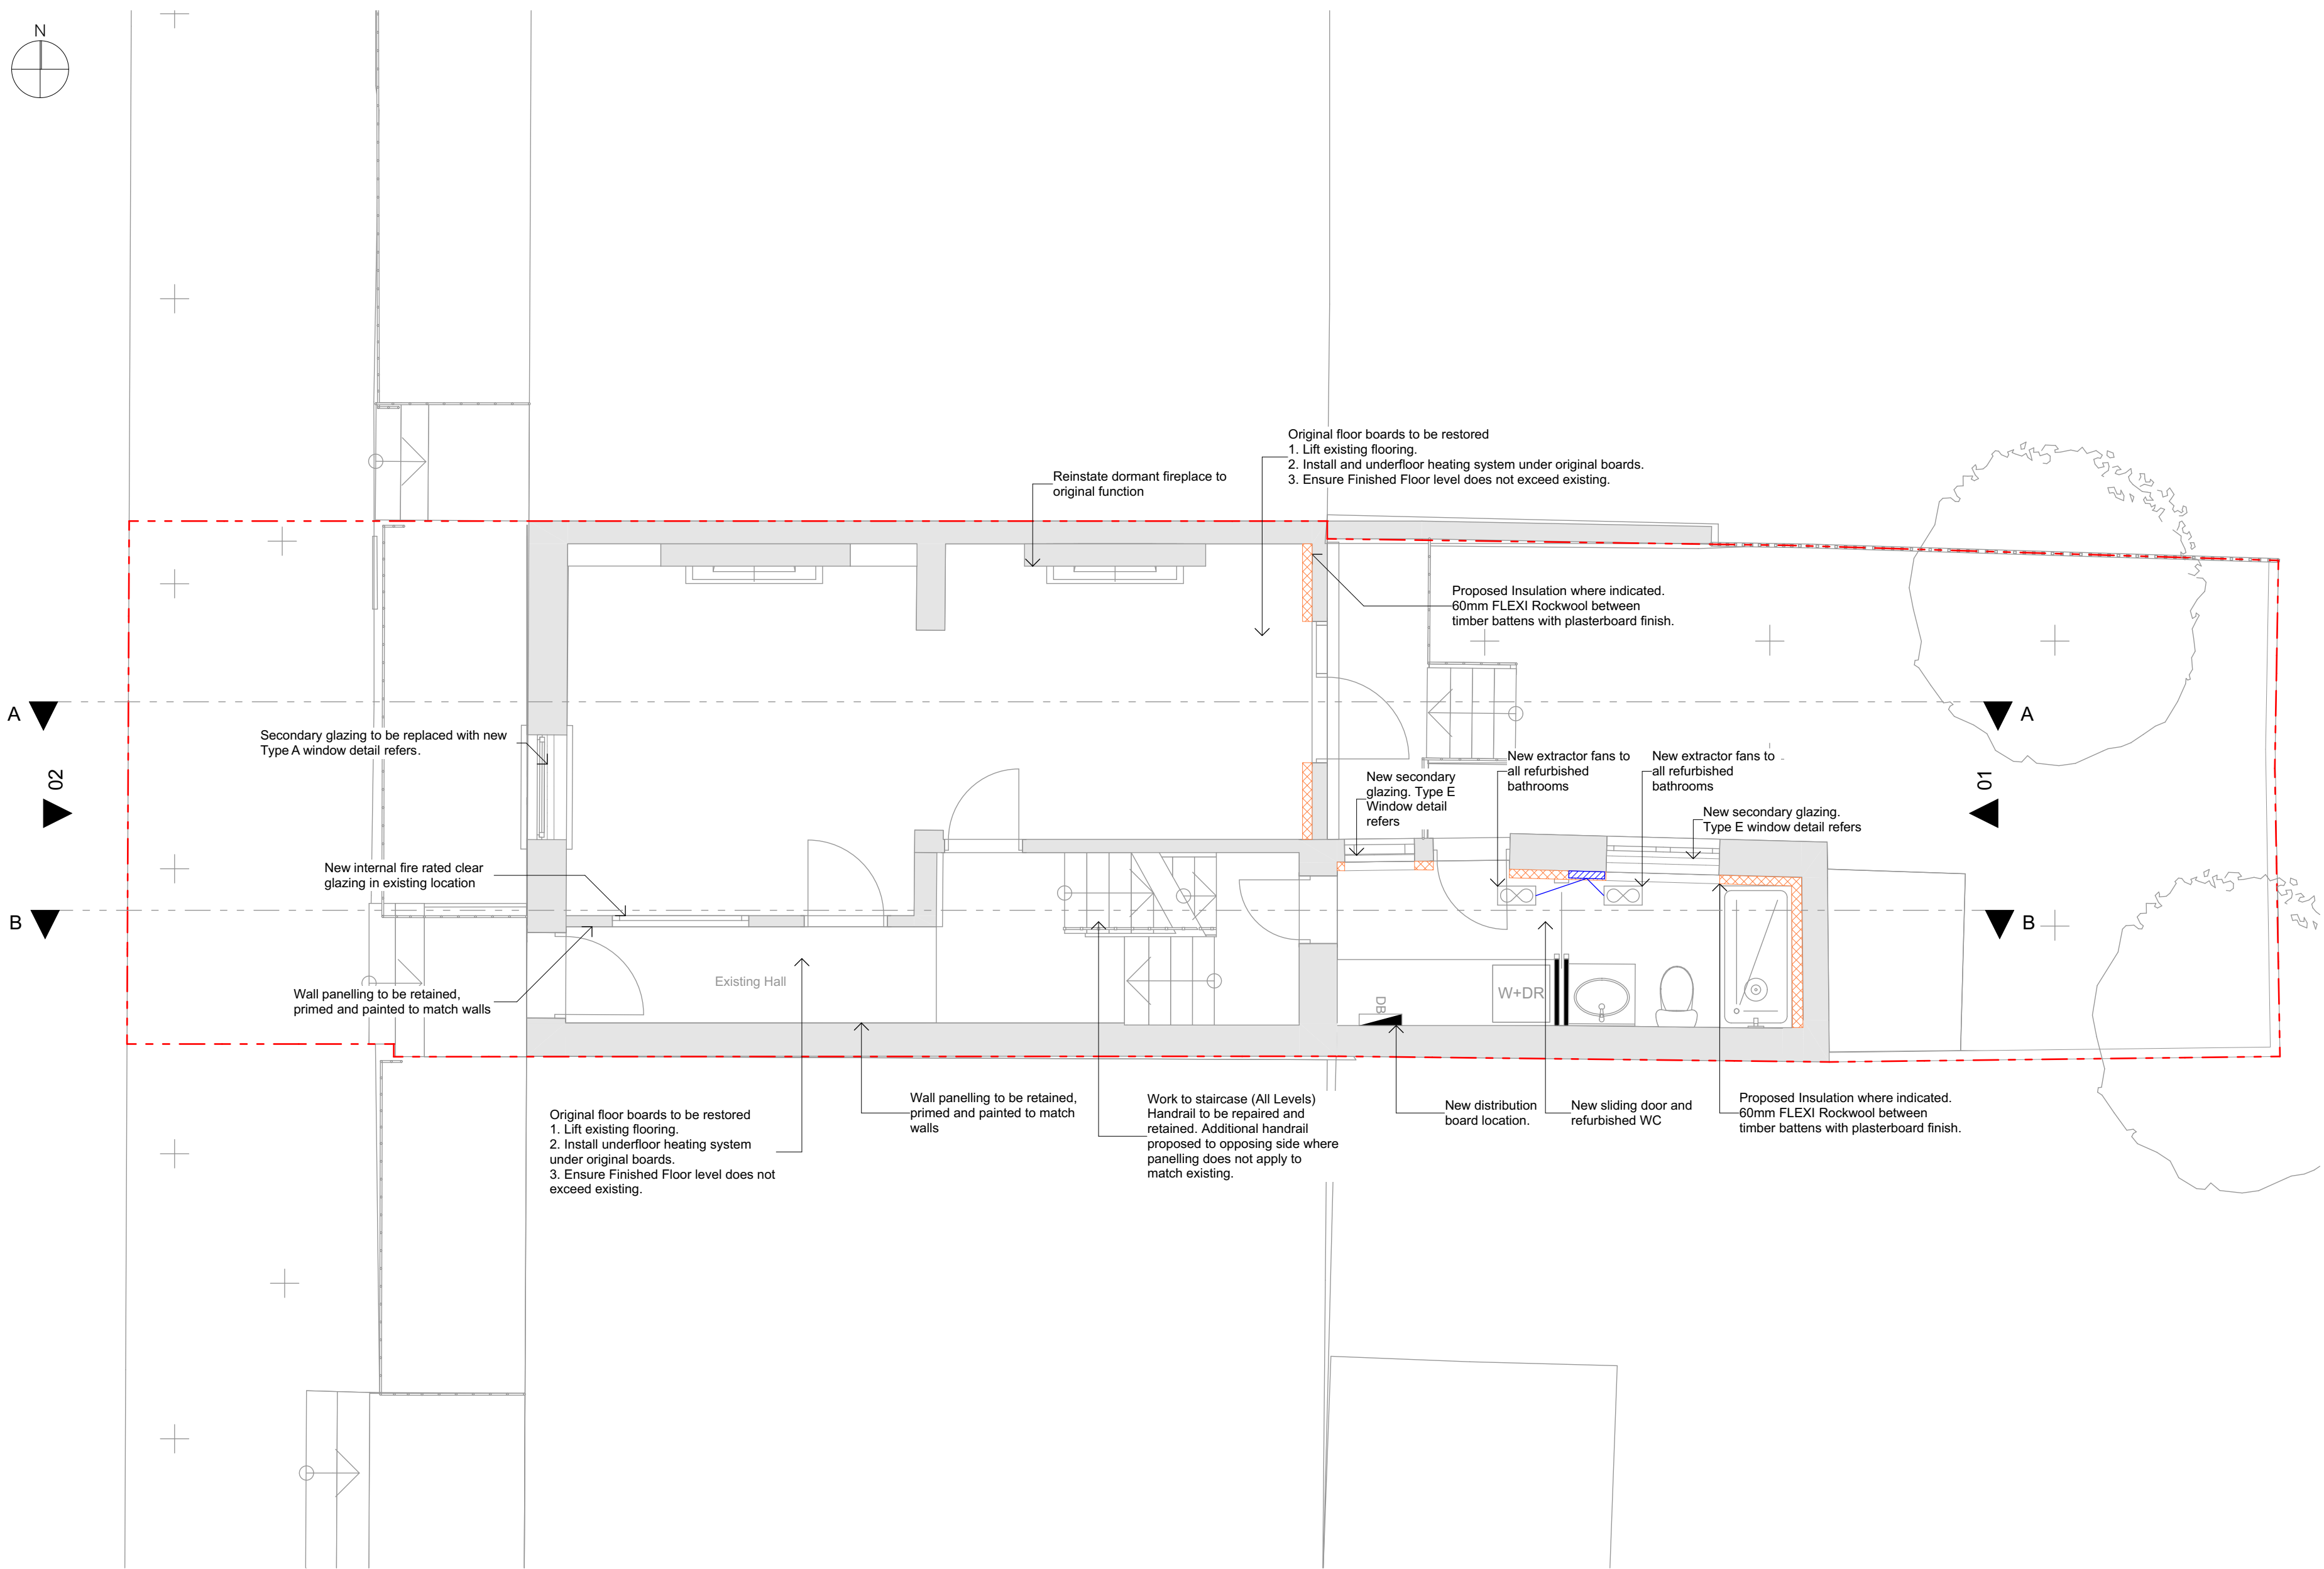 N
Original floor boards to be restored
1. Lift existing flooring.
2. Install and underfloor heating system under original boards.
3. Ensure Finished Floor level does not exceed existing.
Reinstate dormant fireplace to
original function
Proposed Insulation where indicated.
60mm FLEXI Rockwool between
timber battens with plasterboard finish.
A
A
Secondary glazing to be replaced with new
Type A window detail refers.
02
New extractor fans to
all refurbished
bathrooms
New extractor fans to
all refurbished
bathrooms
01
New secondary
glazing. Type E
Window detail
refers
New secondary glazing.
Type E window detail refers
New internal fire rated clear
glazing in existing location
B
B
Existing Hall
Wall panelling to be retained,
primed and painted to match walls
W+DR
DB
Original floor boards to be restored
1. Lift existing flooring.
2. Install underfloor heating system
under original boards.
3. Ensure Finished Floor level does not
exceed existing.
Wall panelling to be retained,
primed and painted to match
walls
Work to staircase (All Levels)
Handrail to be repaired and
retained. Additional handrail
proposed to opposing side where
panelling does not apply to
match existing.
New distribution
board location.
New sliding door and
refurbished WC
Proposed Insulation where indicated.
60mm FLEXI Rockwool between
timber battens with plasterboard finish.